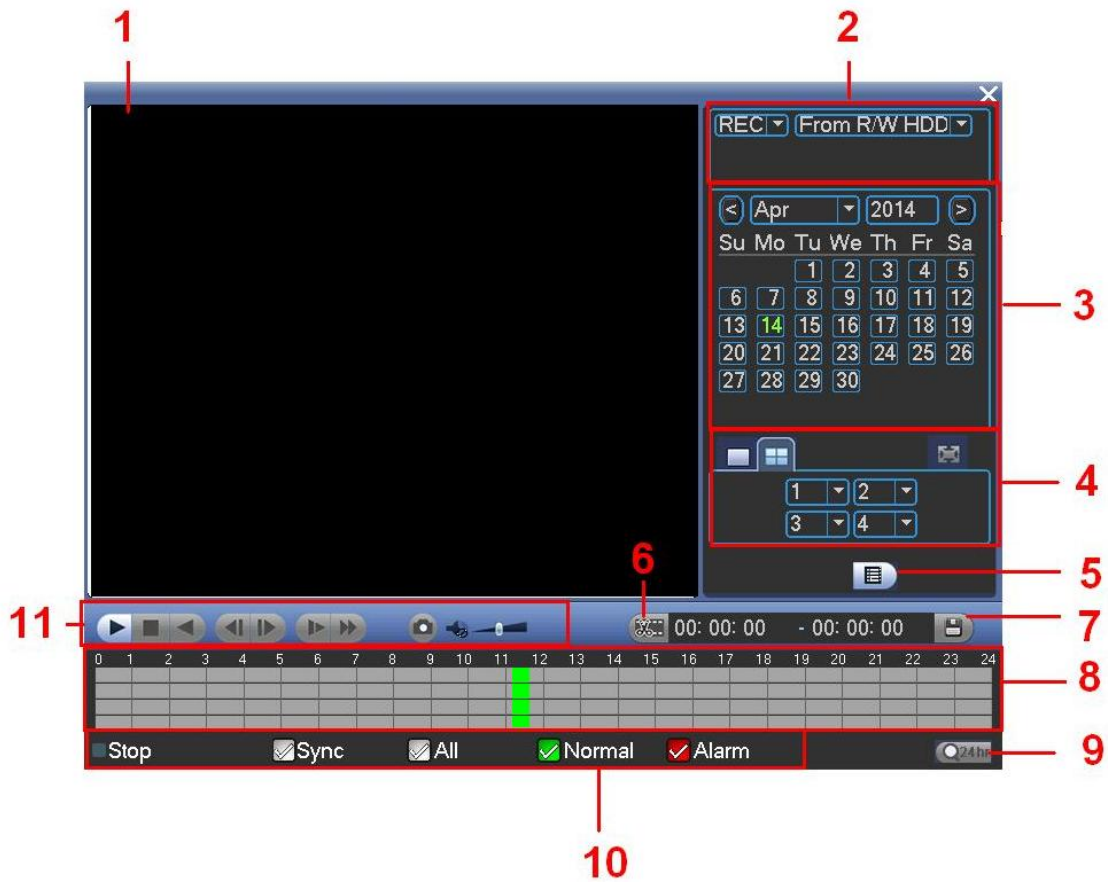 1
2
REC From R/W HDD
< Apr 2014 >
Su Mo Tu We Th Fr Sa
1 2 3 4 5
6 7 8 9 10 11 12
13 14 15 16 17 18 19
20 21 22 23 24 25 26
27 28 29 30
3
1 2
3 4
4
5
6
00: 00: 00 - 00: 00: 00
7
11
0 1 2 3 4 5 6 7 8 9 10 11 12 13 14 15 16 17 18 19 20 21 22 23 24
8
Stop Sync All Normal Alarm
24hr
9
10